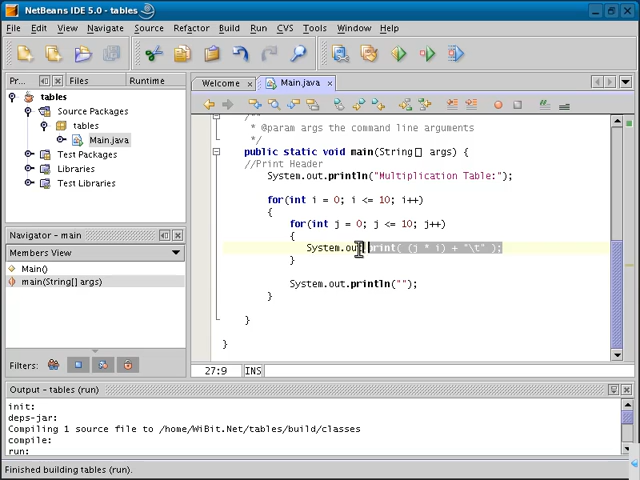 NetBeans IDE 5.0 - tables
File Edit View Navigate Source Refactor Build Run CVS Tools Window Help
Pr... Files Runtime
Welcome Main.java
tables
Source Packages
tables
Main.java
Test Packages
Libraries
Test Libraries
/**
* @param args the command line arguments
*/
public static void main(String[] args) {
//Print Header
System.out.println("Multiplication Table:");
for(int i = 0; i <= 10; i++)
{
for(int j = 0; j <= 10; j++)
{
System.out.print( (j * i) + "\t" );
}
System.out.println("");
}
}
}
27:9 INS
Navigator - main
Members View
Main()
main(String[] args)
Filters:
Output - tables (run)
init:
deps-jar:
Compiling 1 source file to /home/WiBit.Net/tables/build/classes
compile:
run:
Finished building tables (run).